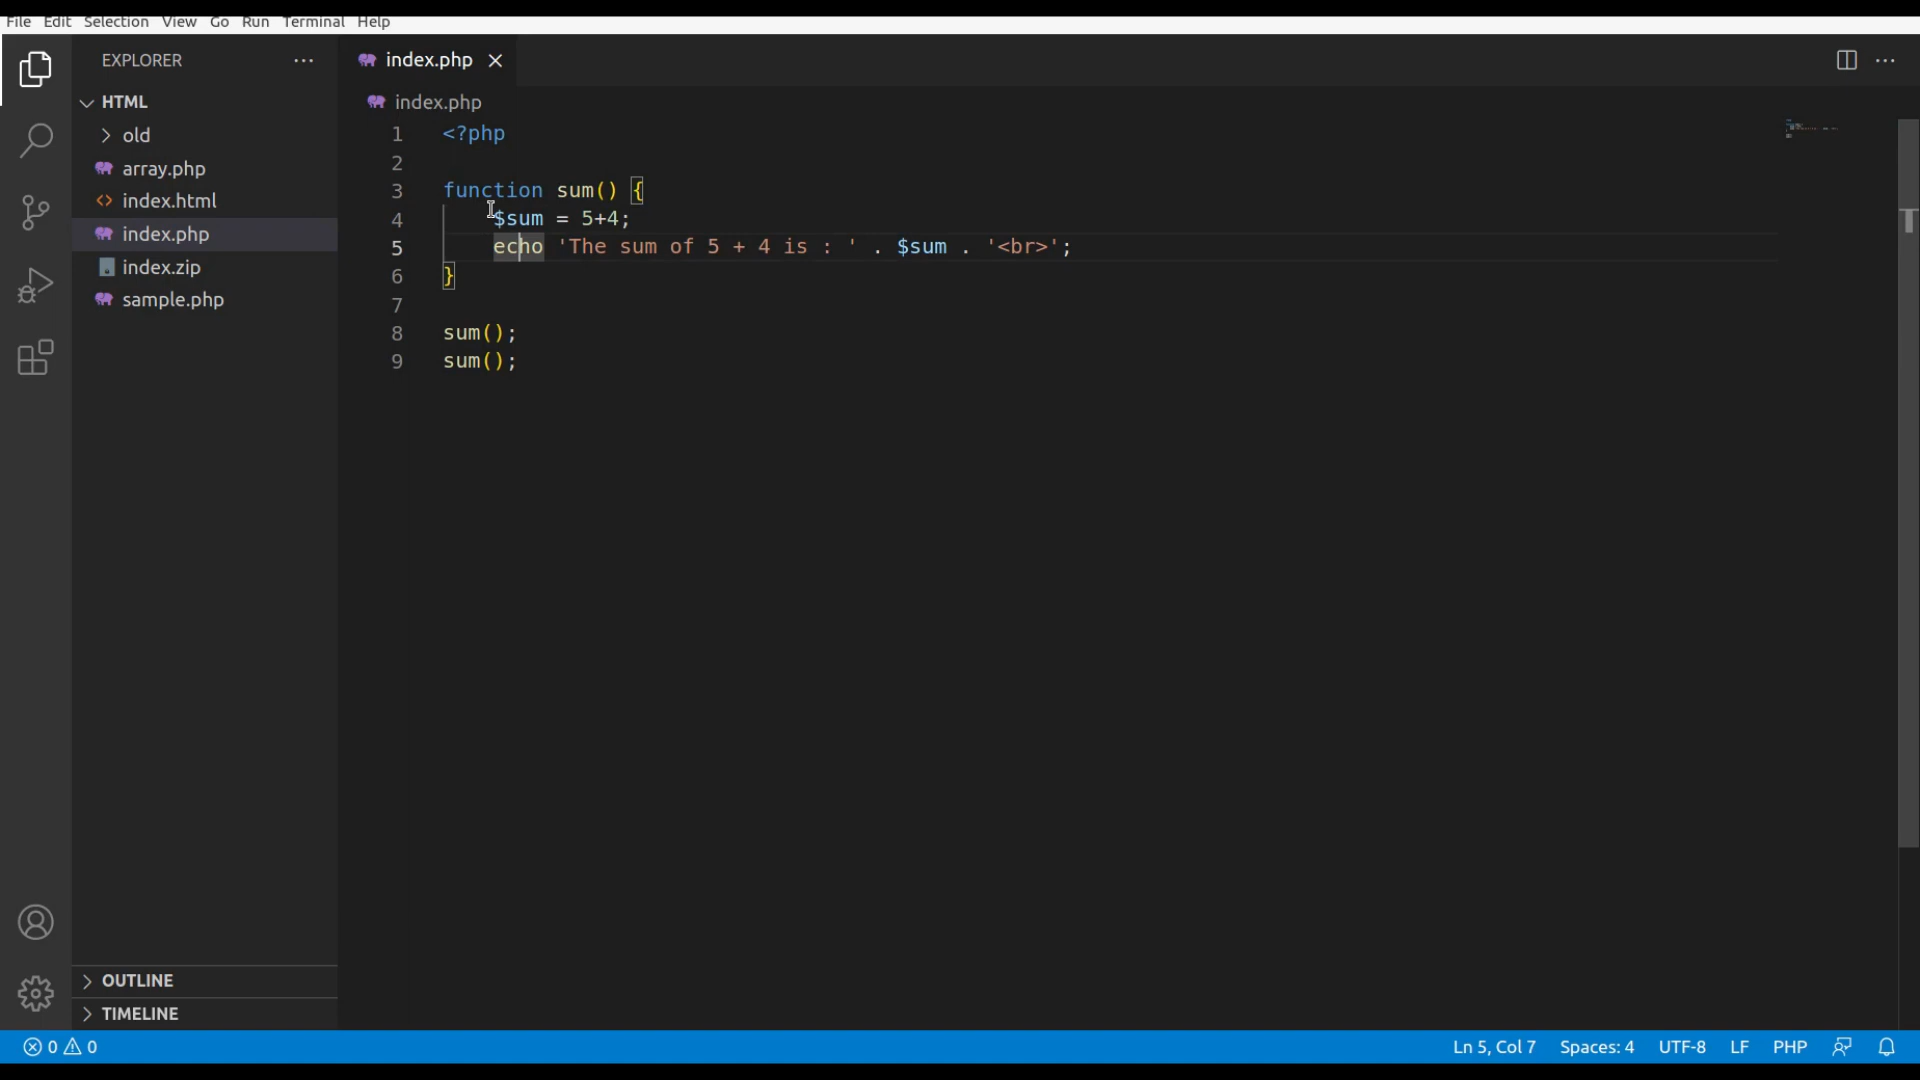 File Edit Selection View Go Run Terminal Help
EXPLORER
HTML
old
array.php
index.html
index.php
index.zip
sample.php
OUTLINE
TIMELINE
index.php
index.php
1 <?php
2
3 function sum() {
4 $sum = 5+4;
5 echo 'The sum of 5 + 4 is : ' . $sum . '<br>';
6 }
7
8 sum();
9 sum();
0 0 Ln 5, Col 7 Spaces: 4 UTF-8 LF PHP